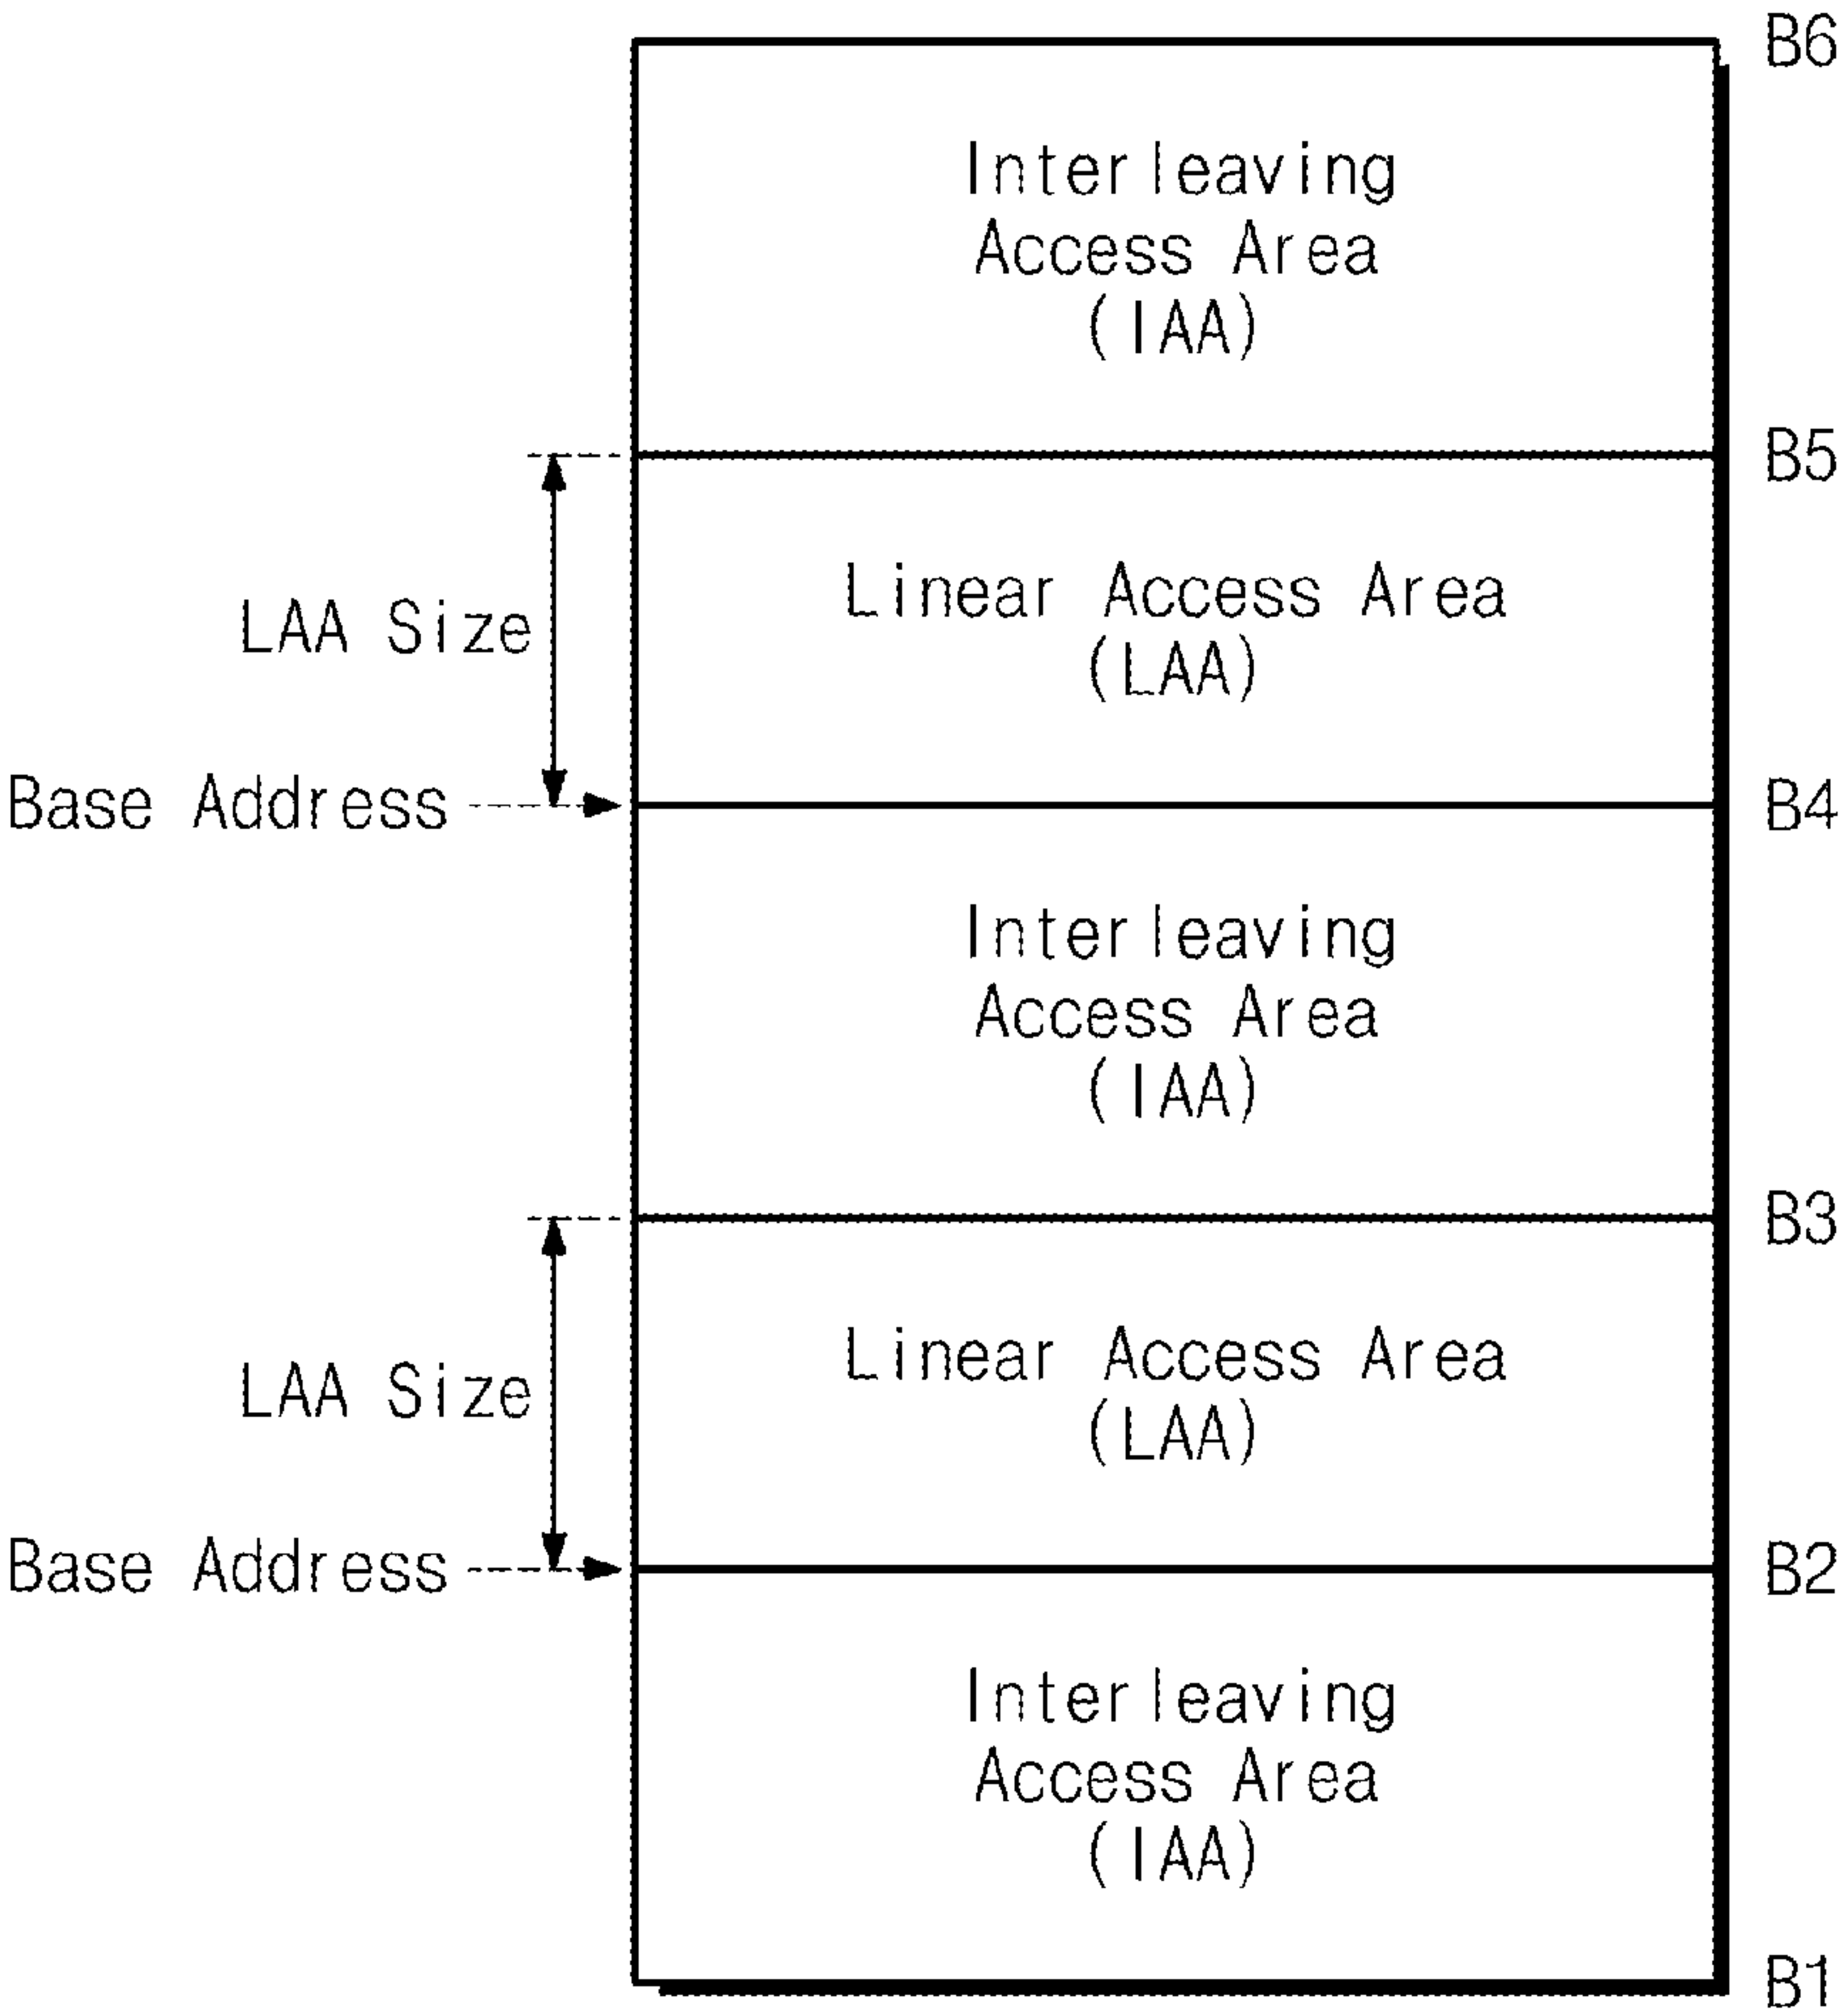 B6
Interleaving
Access Area
(IAA)
B5
Linear Access Area
(LAA)
LAA Size
Base Address
B4
Interleaving
Access Area
(IAA)
B3
Linear Access Area
(LAA)
LAA Size
Base Address
B2
Interleaving
Access Area
(IAA)
B1